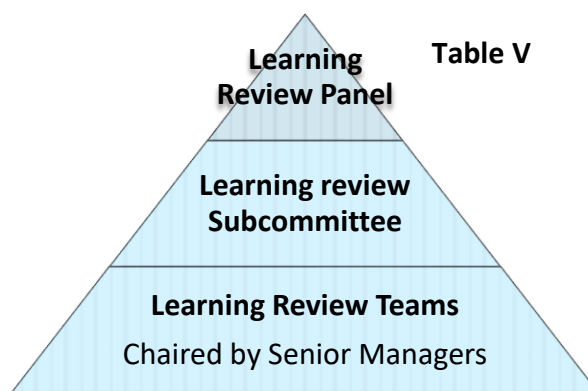 Learning
Review Panel
Table V
Learning review
Subcommittee
Learning Review Teams
Chaired by Senior Managers